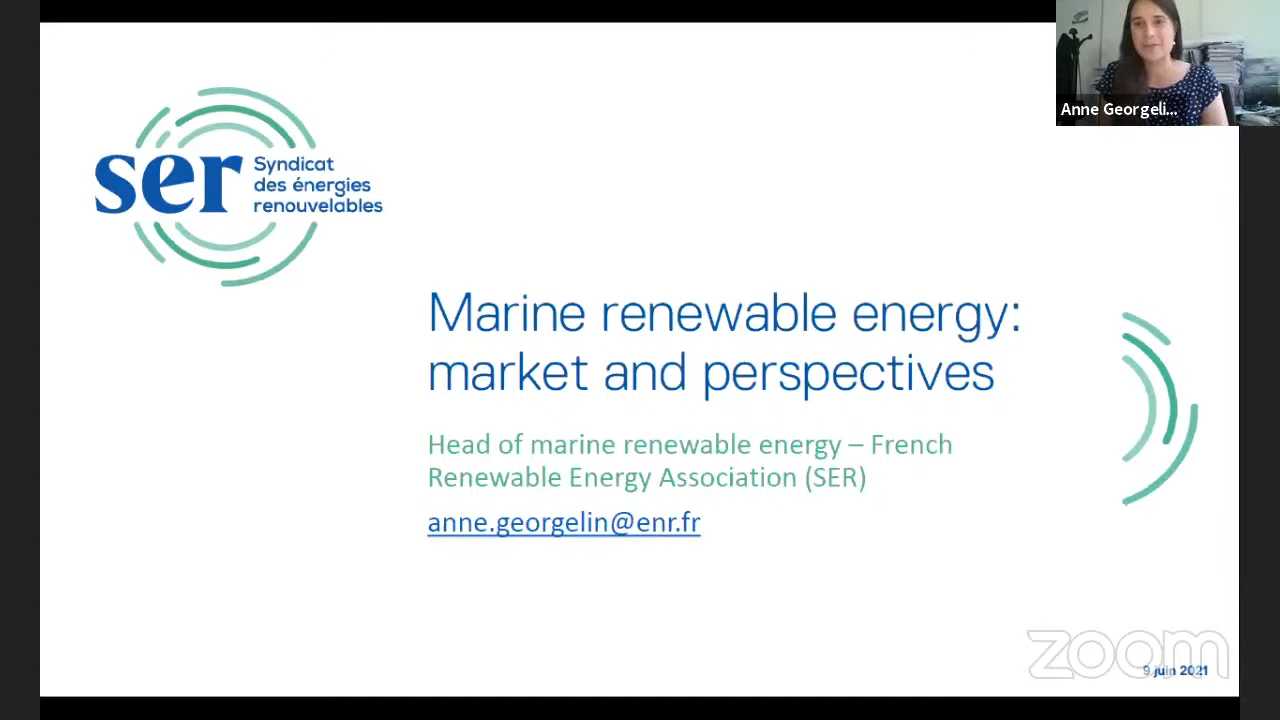 Anne Georgeli...
ser
Syndicat
des énergies
renouvelables
Marine renewable energy:
market and perspectives
Head of marine renewable energy – French
Renewable Energy Association (SER)
anne.georgelin@enr.fr
zoom
9 juin 2021